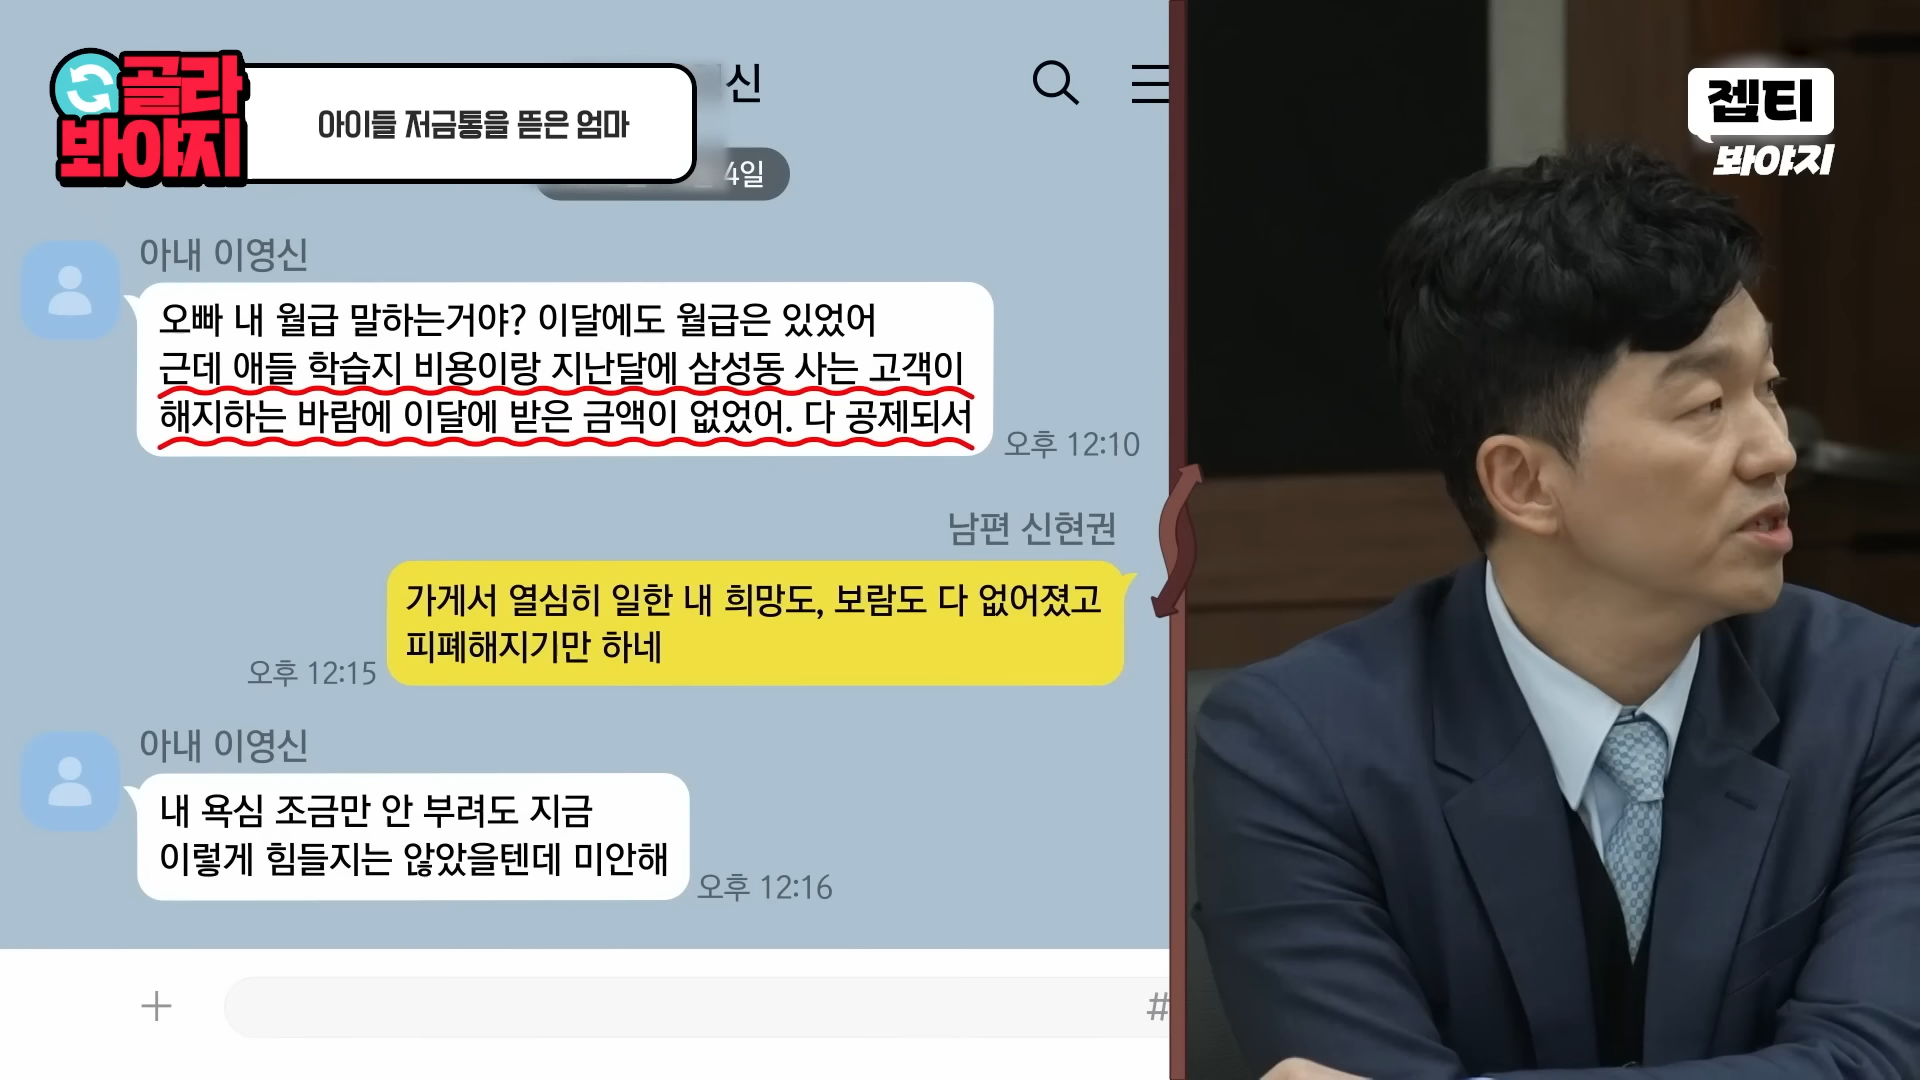 골라
봐야지
아이들 저금통을 뜯은 엄마
신
4일
젬티
봐야지
아내 이영신
오빠 내 월급 말하는거야? 이달에도 월급은 있었어
근데 애들 학습지 비용이랑 지난달에 삼성동 사는 고객이
해지하는 바람에 이달에 받은 금액이 없었어. 다 공제되서
오후 12:10
남편 신현권
가게서 열심히 일한 내 희망도, 보람도 다 없어졌고
피폐해지기만 하네
오후 12:15
아내 이영신
내 욕심 조금만 안 부려도 지금
이렇게 힘들지는 않았을텐데 미안해
오후 12:16
#